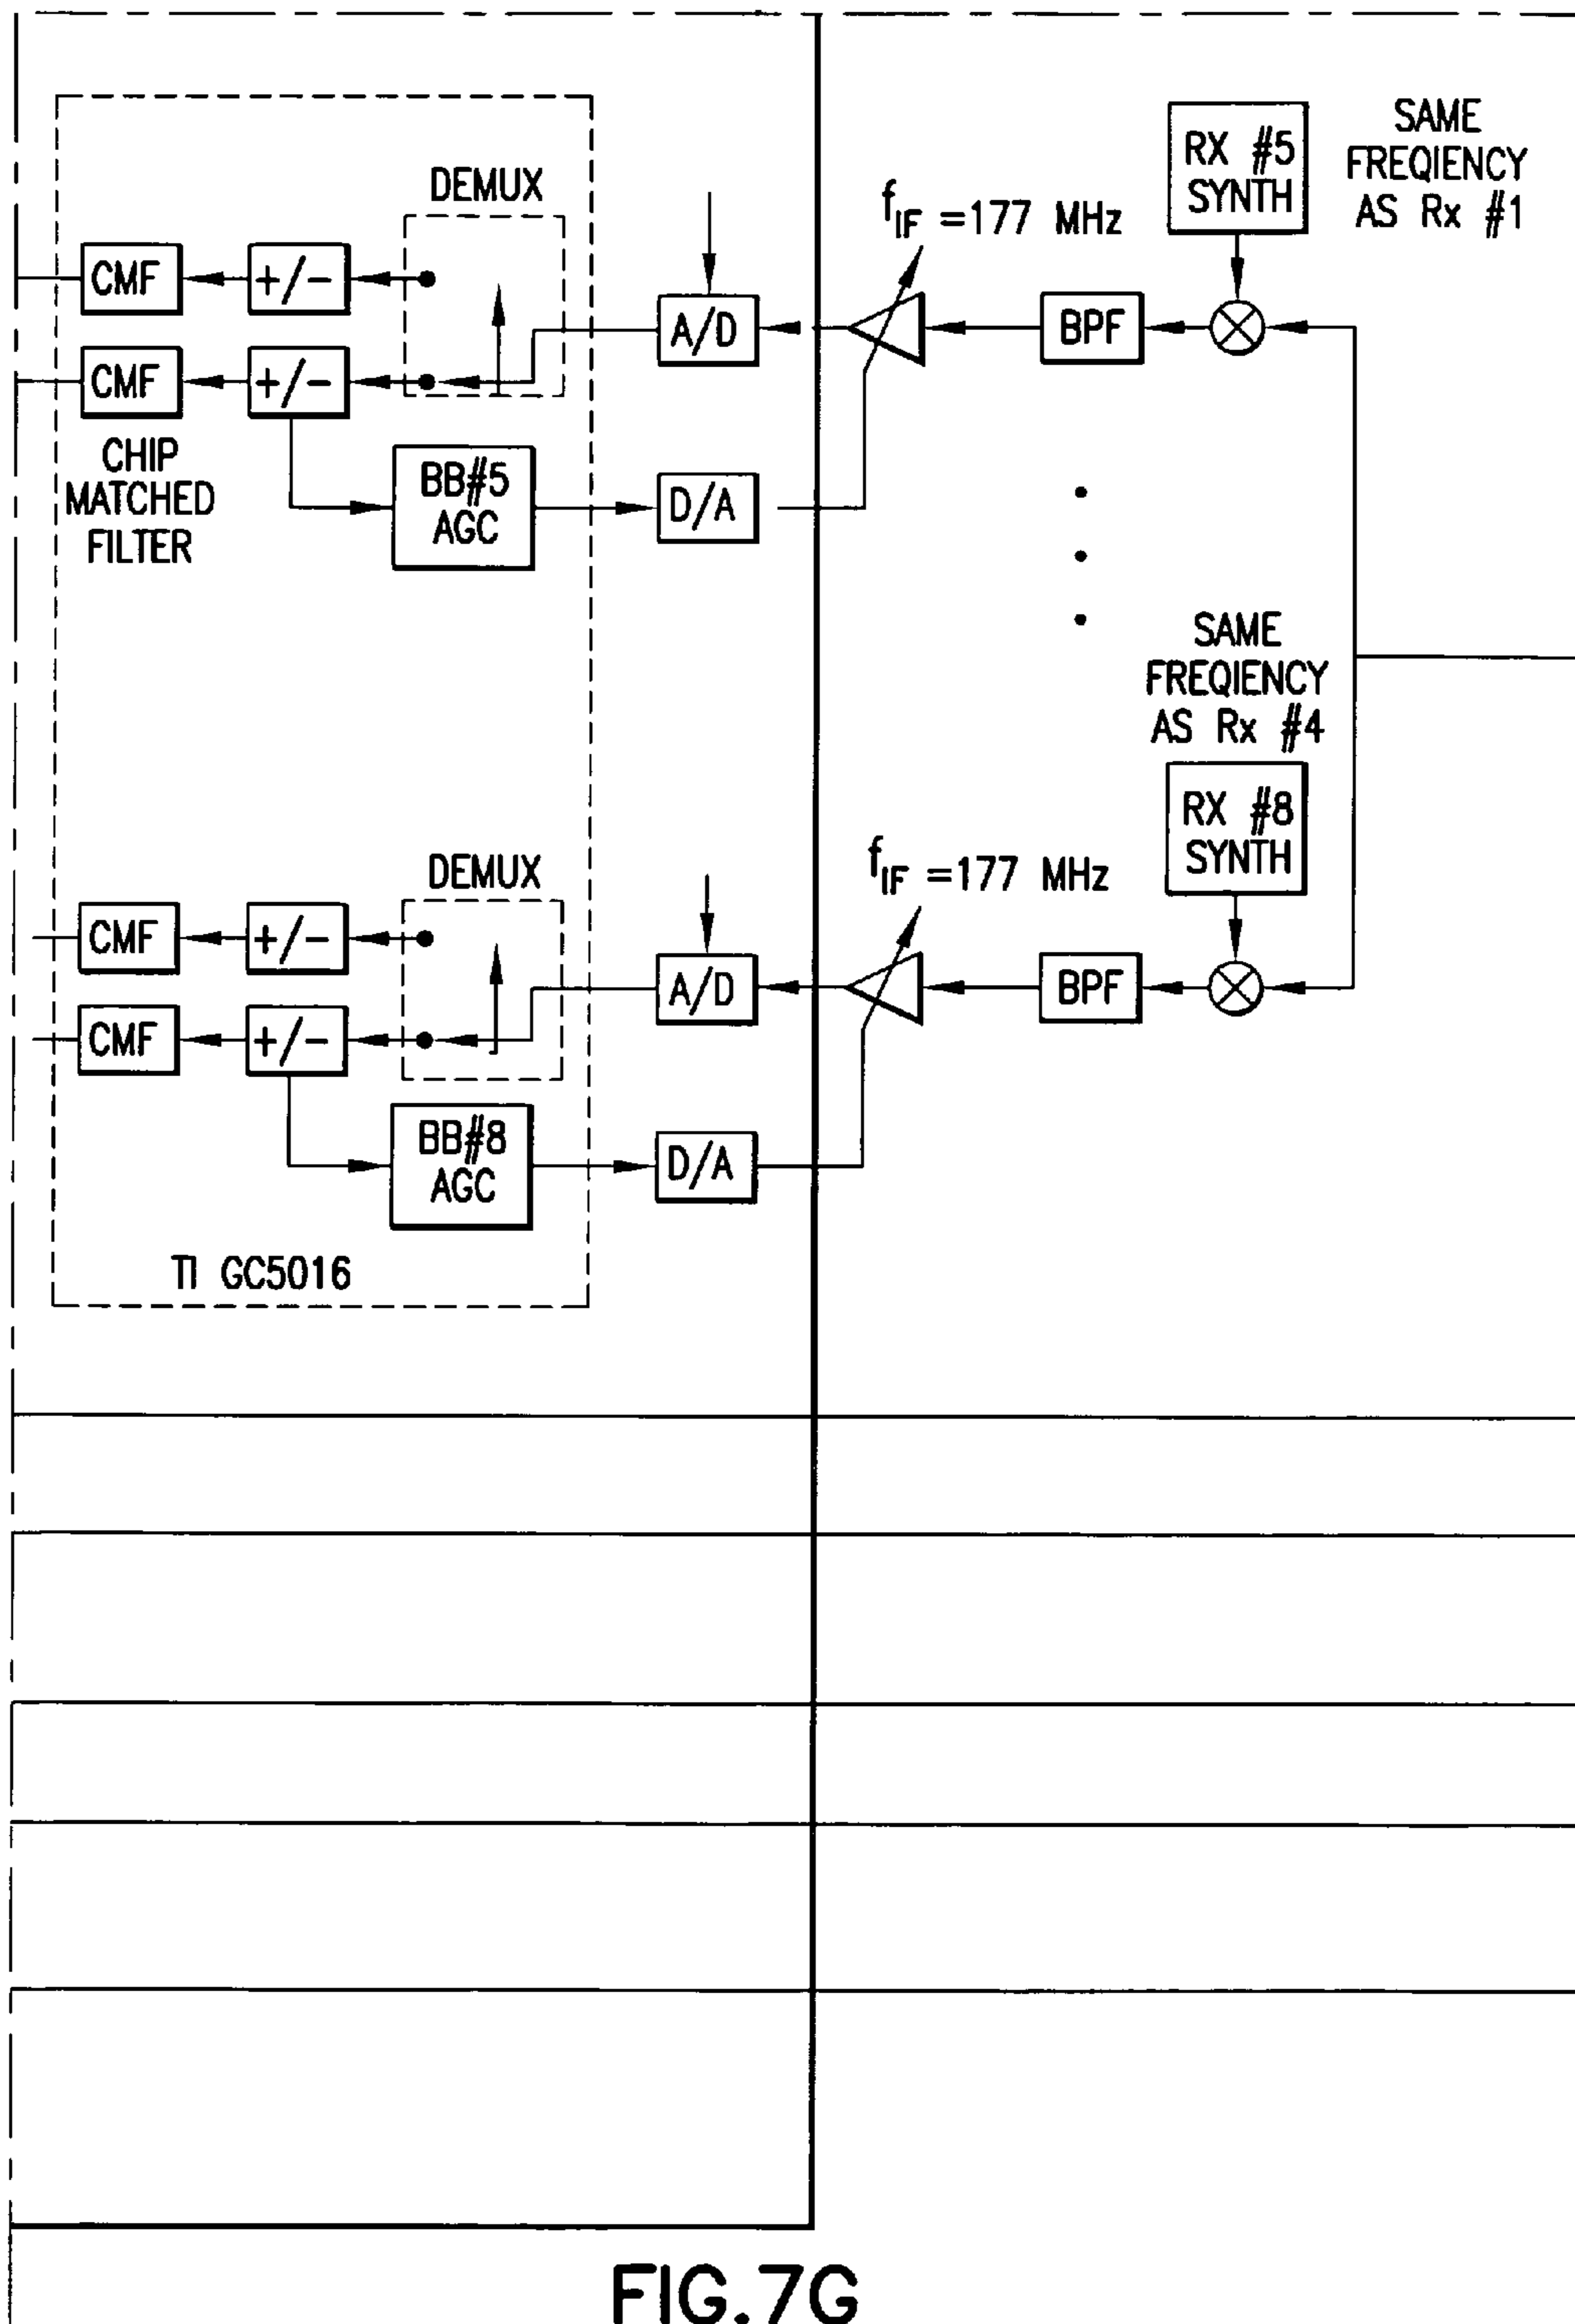 RX #5
SYNTH
SAME
FREQIENCY
AS Rx #1
DEMUX
fIF =177 MHz
CMF
+/-
A/D
BPF
CMF
+/-
CHIP
MATCHED
FILTER
BB#5
AGC
D/A
SAME
FREQIENCY
AS Rx #4
RX #8
SYNTH
DEMUX
fIF =177 MHz
CMF
+/-
A/D
BPF
CMF
+/-
BB#8
AGC
D/A
TI GC5016
FIG.7G